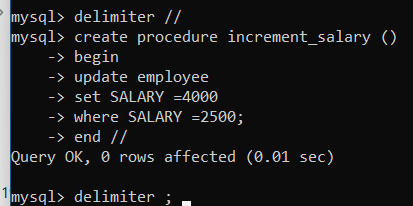 mysql> delimiter //
mysql> create procedure increment_salary ()
    -> begin
    -> update employee
    -> set SALARY =4000
    -> where SALARY =2500;
    -> end //
Query OK, 0 rows affected (0.01 sec)

1
mysql> delimiter ;